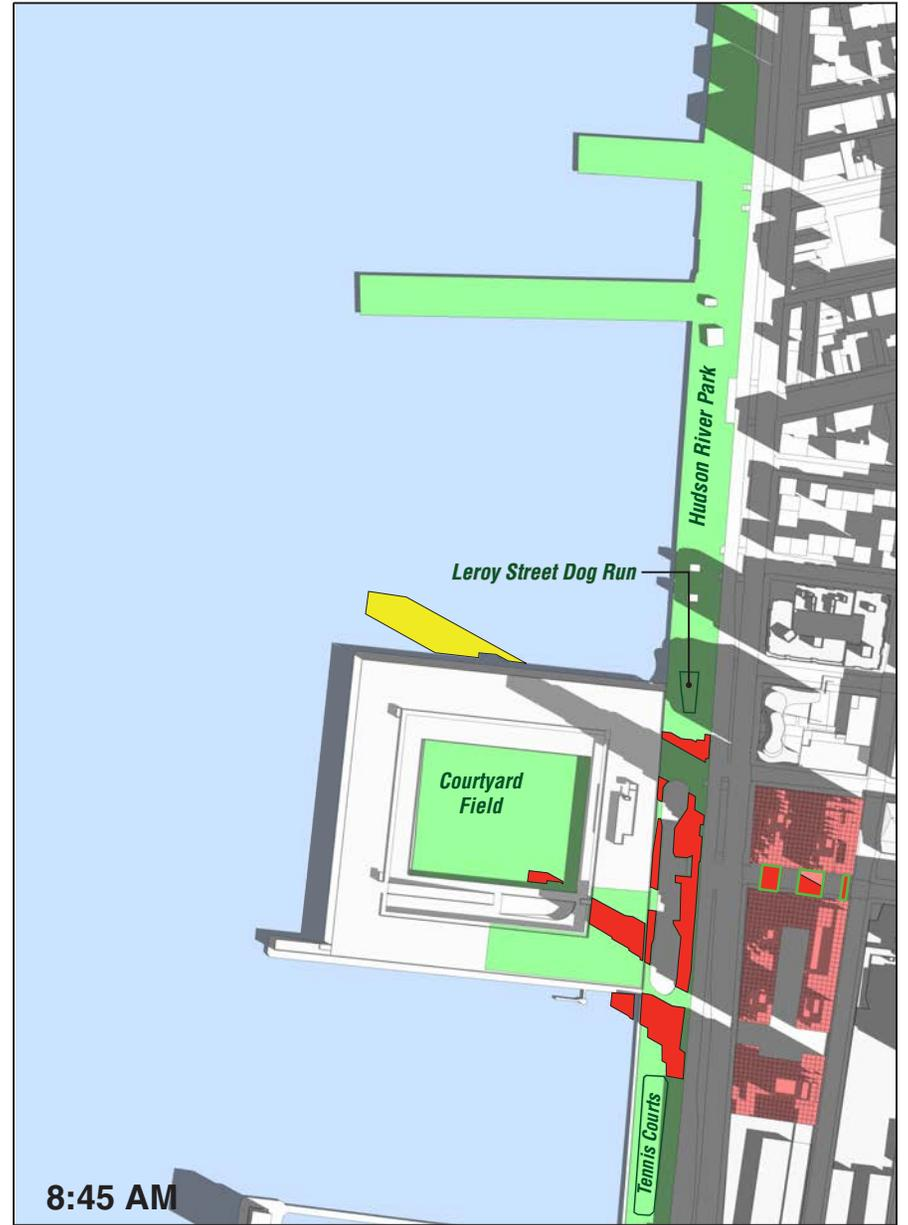 Hudson River Park
Leroy Street Dog Run
Courtyard
Field
Tennis Courts
8:45 AM